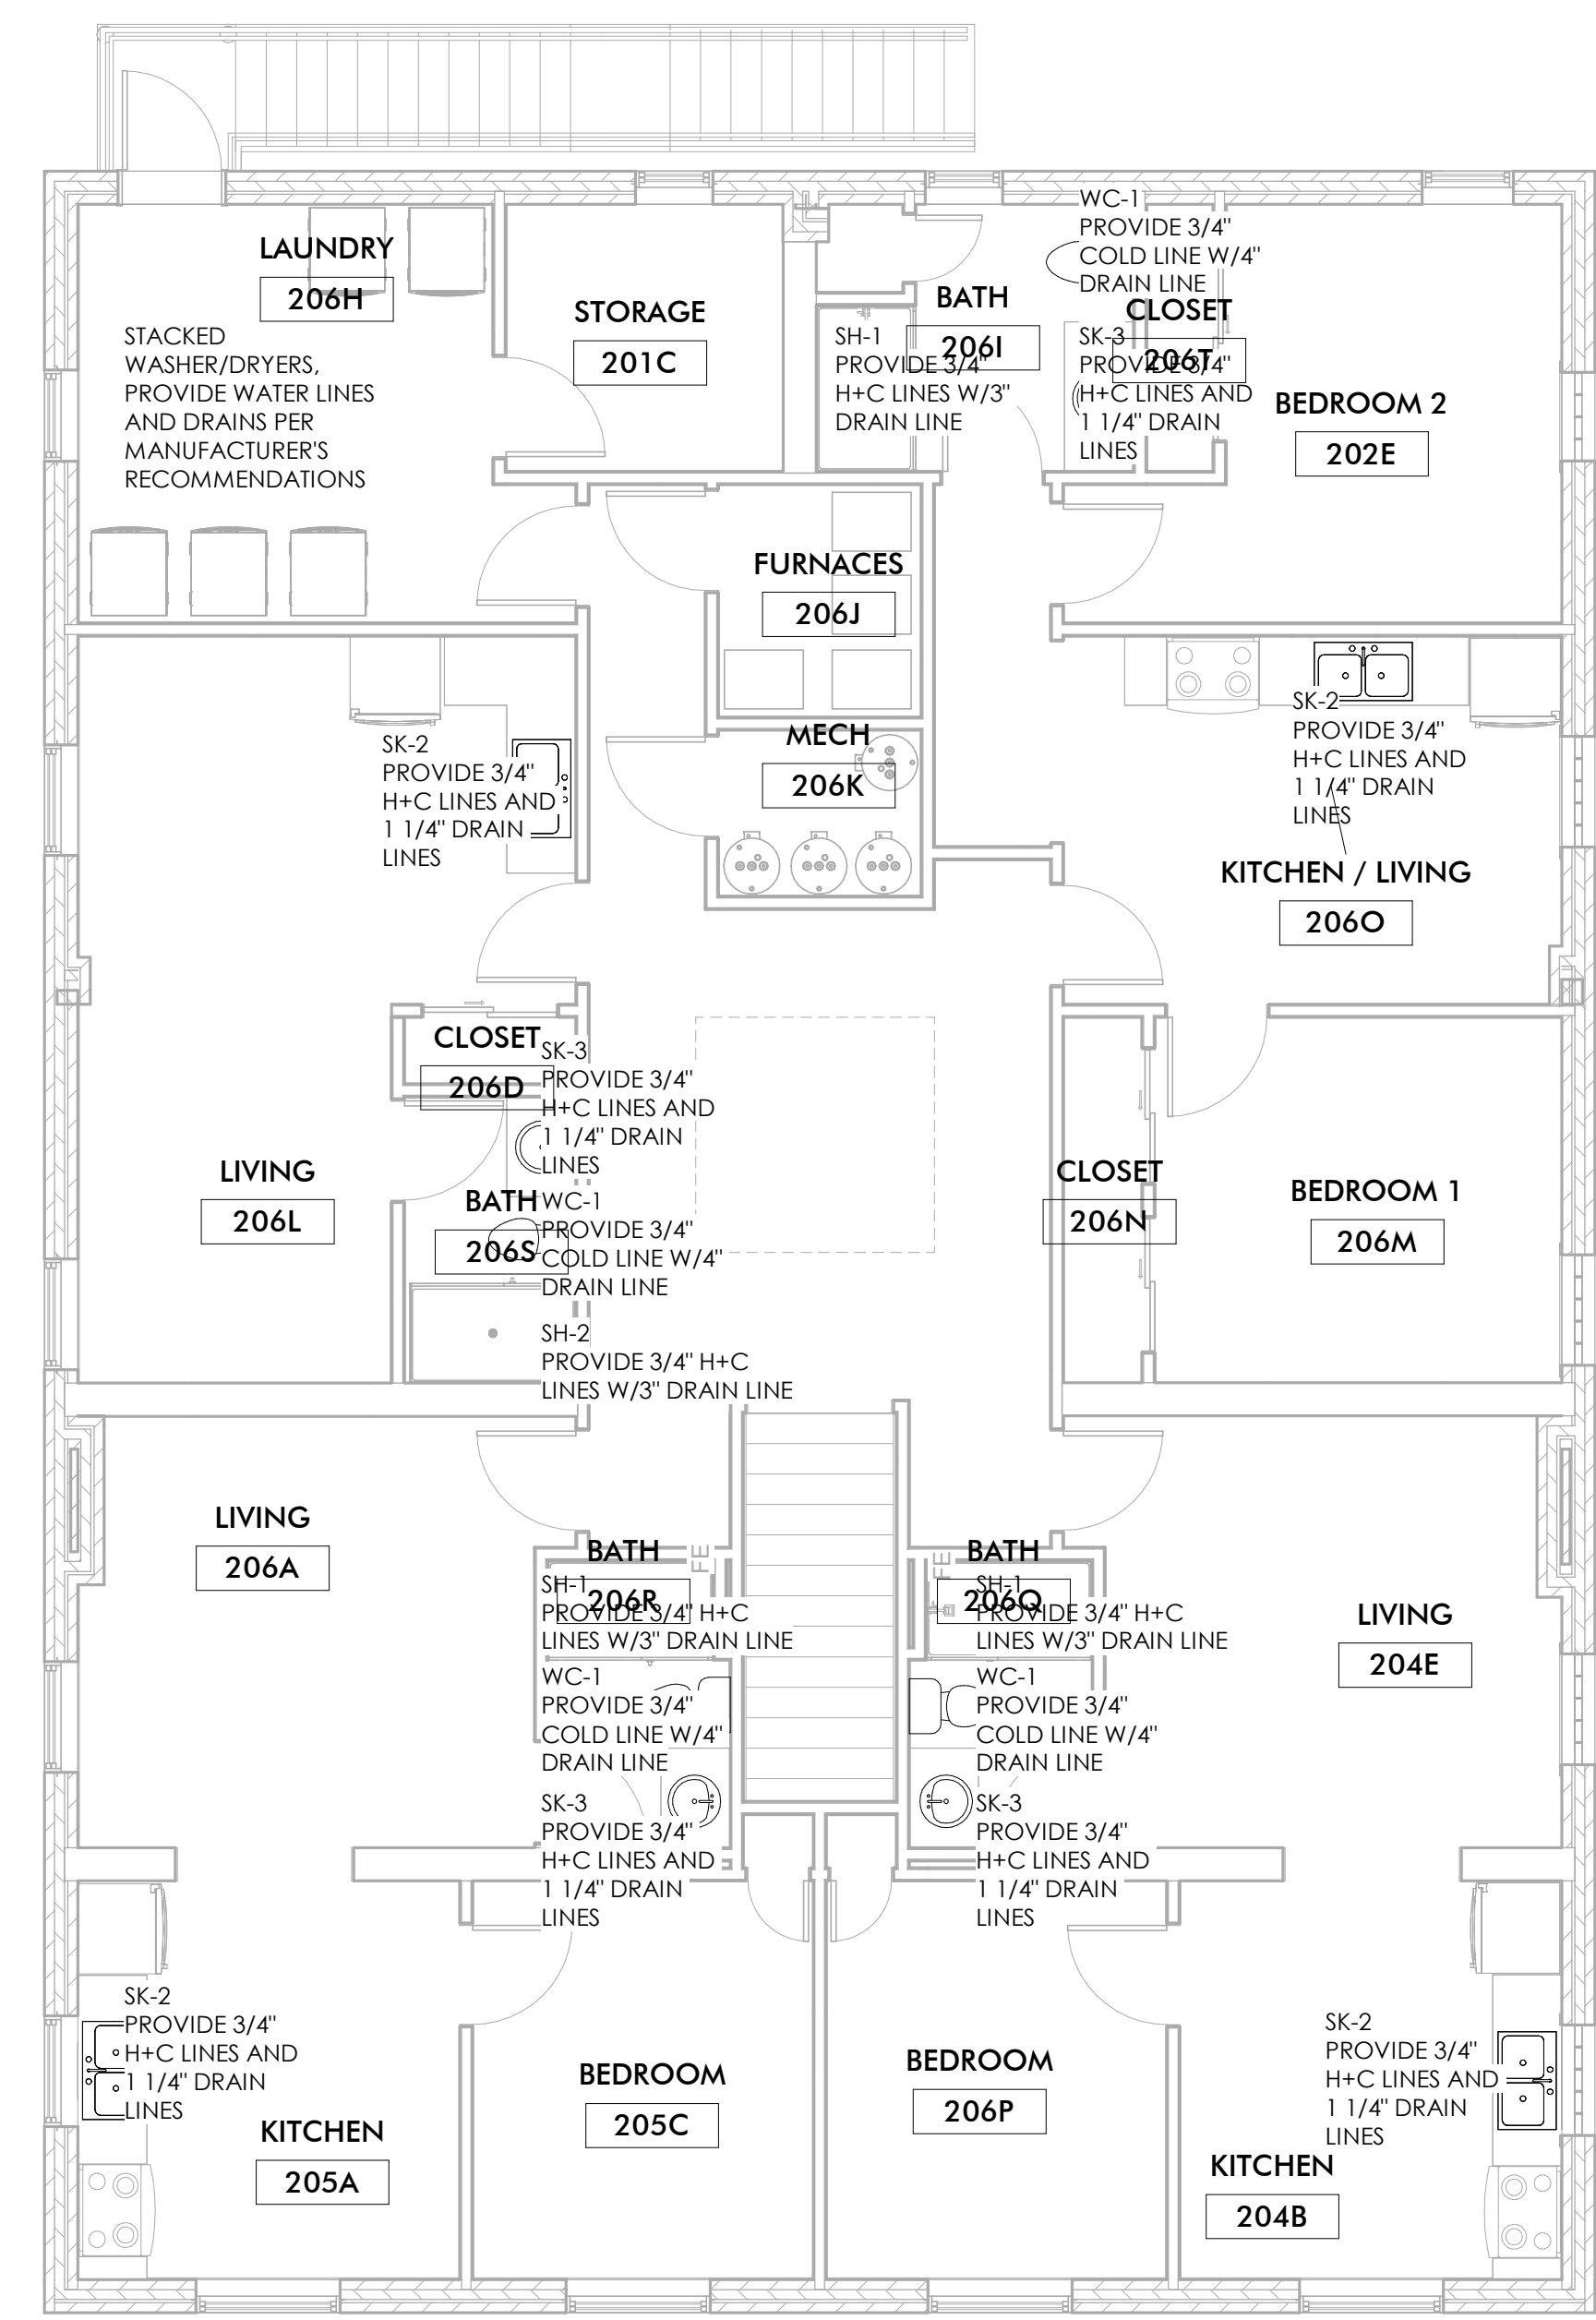 WC-1
PROVIDE 3/4"
COLD LINE W/4"
DRAIN LINE
LAUNDRY
206H
STORAGE
201C
BATH
206I
CLOSET
206T
STACKED
WASHER/DRYERS,
PROVIDE WATER LINES
AND DRAINS PER
MANUFACTURER'S
RECOMMENDATIONS
SH-1
PROVIDE 3/4"
H+C LINES W/3"
DRAIN LINE
SK-3
PROVIDE 3/4"
H+C LINES AND
1 1/4" DRAIN
LINES
BEDROOM 2
202E
FURNACES
206J
MECH
206K
SK-2
PROVIDE 3/4"
H+C LINES AND
1 1/4" DRAIN
LINES
SK-2
PROVIDE 3/4"
H+C LINES AND
1 1/4" DRAIN
LINES
KITCHEN / LIVING
206O
CLOSET
206D
SK-3
PROVIDE 3/4"
H+C LINES AND
1 1/4" DRAIN
LINES
LIVING
206L
BATH
206S
WC-1
PROVIDE 3/4"
COLD LINE W/4"
DRAIN LINE
CLOSET
206N
BEDROOM 1
206M
SH-2
PROVIDE 3/4" H+C
LINES W/3" DRAIN LINE
LIVING
206A
BATH
206R
FE
SH-1
PROVIDE 3/4" H+C
LINES W/3" DRAIN LINE
FE
BATH
206Q
SH-1
PROVIDE 3/4" H+C
LINES W/3" DRAIN LINE
LIVING
204E
WC-1
PROVIDE 3/4"
COLD LINE W/4"
DRAIN LINE
WC-1
PROVIDE 3/4"
COLD LINE W/4"
DRAIN LINE
SK-3
PROVIDE 3/4"
H+C LINES AND
1 1/4" DRAIN
LINES
SK-3
PROVIDE 3/4"
H+C LINES AND
1 1/4" DRAIN
LINES
SK-2
PROVIDE 3/4"
H+C LINES AND
1 1/4" DRAIN
LINES
KITCHEN
205A
BEDROOM
205C
BEDROOM
206P
SK-2
PROVIDE 3/4"
H+C LINES AND
1 1/4" DRAIN
LINES
KITCHEN
204B